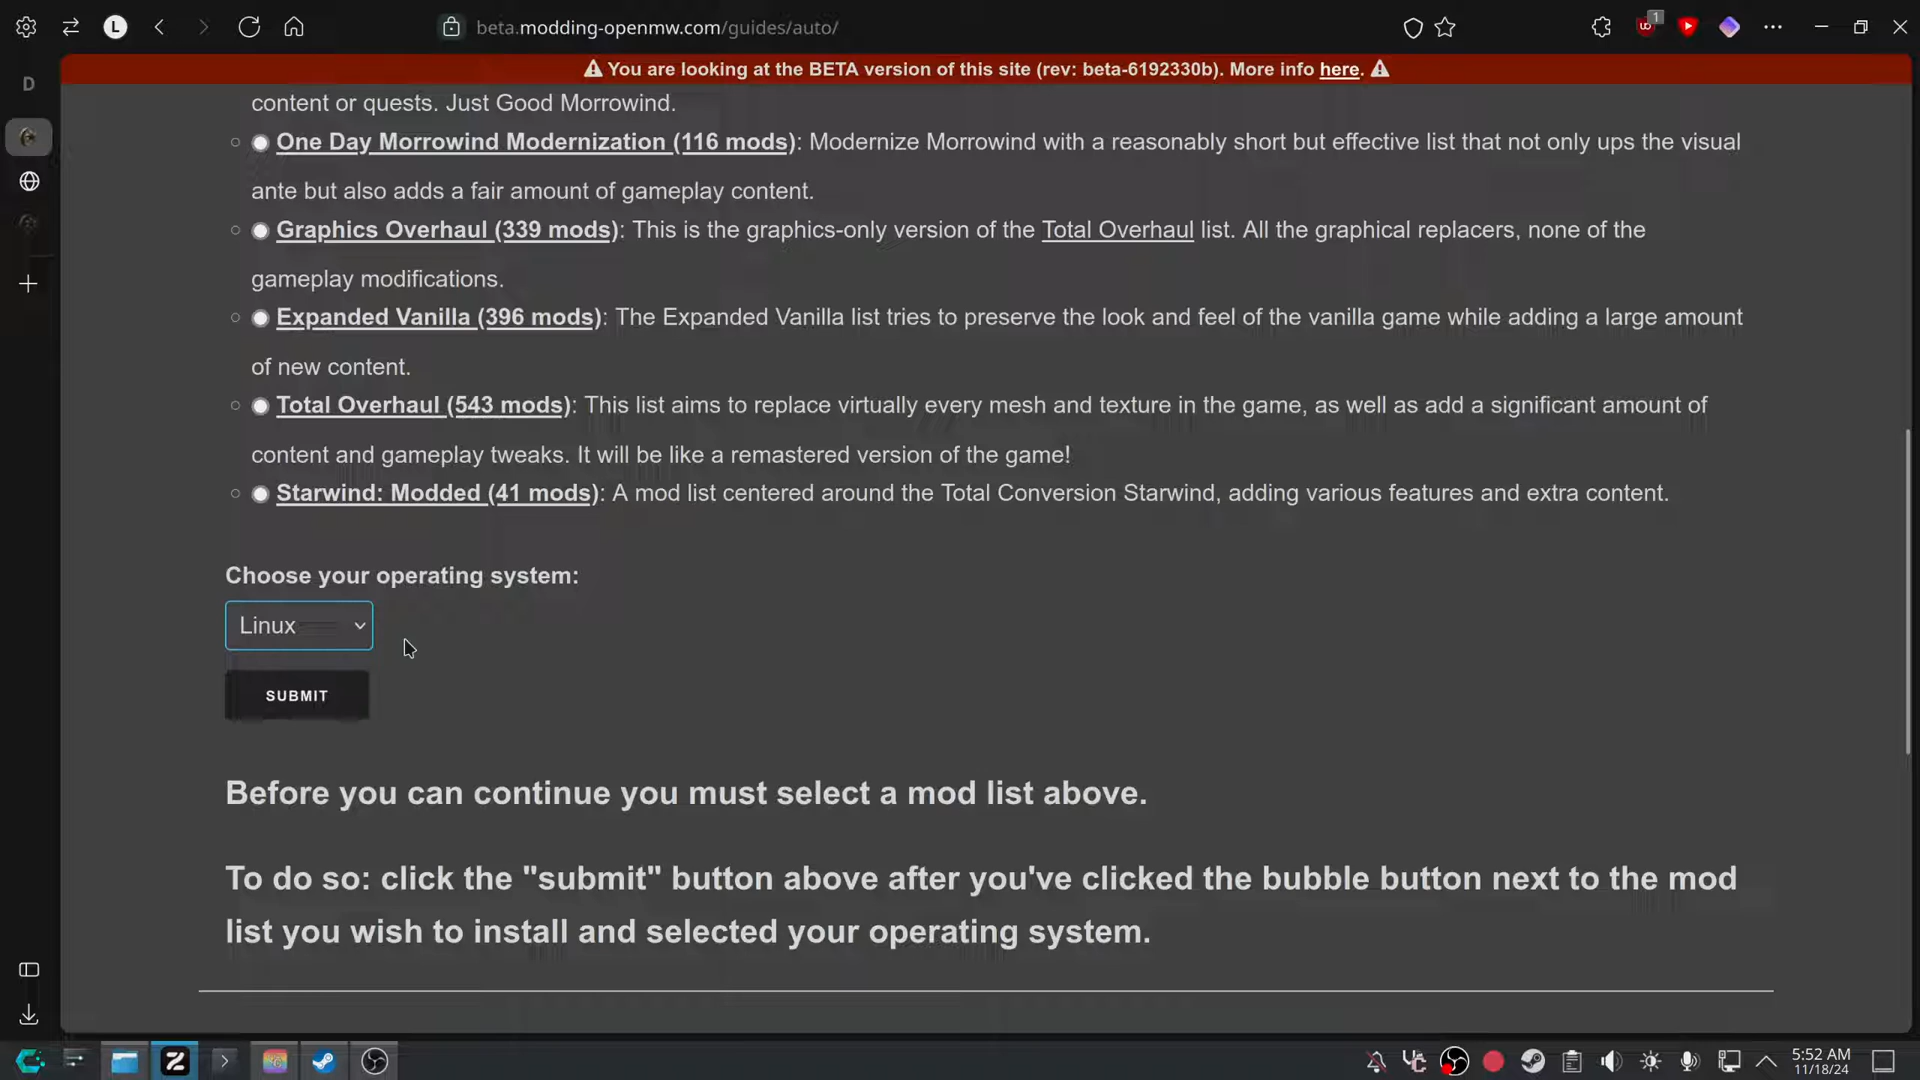 L
beta.modding-openmw.com/guides/auto/
1
D
⚠ You are looking at the BETA version of this site (rev: beta-6192330b). More info here. ⚠
content or quests. Just Good Morrowind.
One Day Morrowind Modernization (116 mods): Modernize Morrowind with a reasonably short but effective list that not only ups the visual
ante but also adds a fair amount of gameplay content.
Graphics Overhaul (339 mods): This is the graphics-only version of the Total Overhaul list. All the graphical replacers, none of the
gameplay modifications.
Expanded Vanilla (396 mods): The Expanded Vanilla list tries to preserve the look and feel of the vanilla game while adding a large amount
of new content.
Total Overhaul (543 mods): This list aims to replace virtually every mesh and texture in the game, as well as add a significant amount of
content and gameplay tweaks. It will be like a remastered version of the game!
Starwind: Modded (41 mods): A mod list centered around the Total Conversion Starwind, adding various features and extra content.
Choose your operating system:
Linux
SUBMIT
Before you can continue you must select a mod list above.
To do so: click the "submit" button above after you've clicked the bubble button next to the mod
list you wish to install and selected your operating system.
5:52 AM
11/18/24